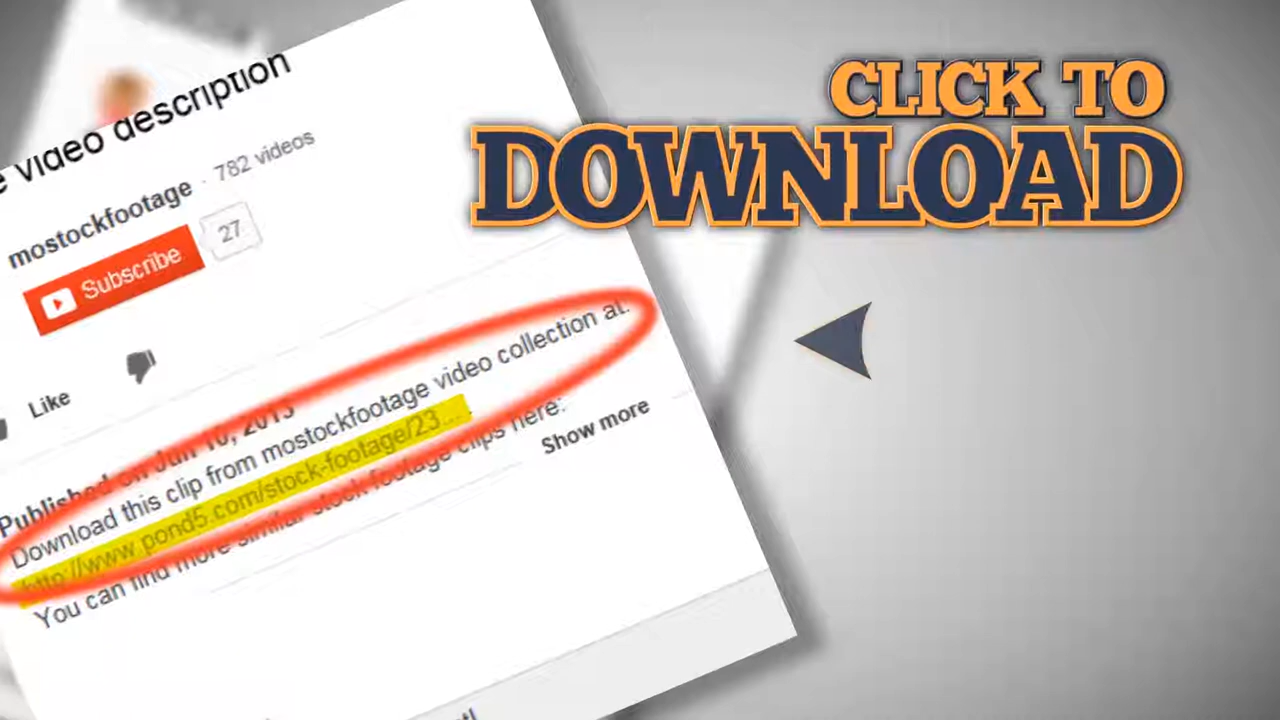 CLICK TO
DOWNLOAD
video description
mostockfootage · 782 videos
Subscribe
27
Like
Published on Jun 10, 2013
Download this clip from mostockfootage video collection at:
http://www.pond5.com/stock-footage/23...
You can find more similar stock footage clips here:
Show more